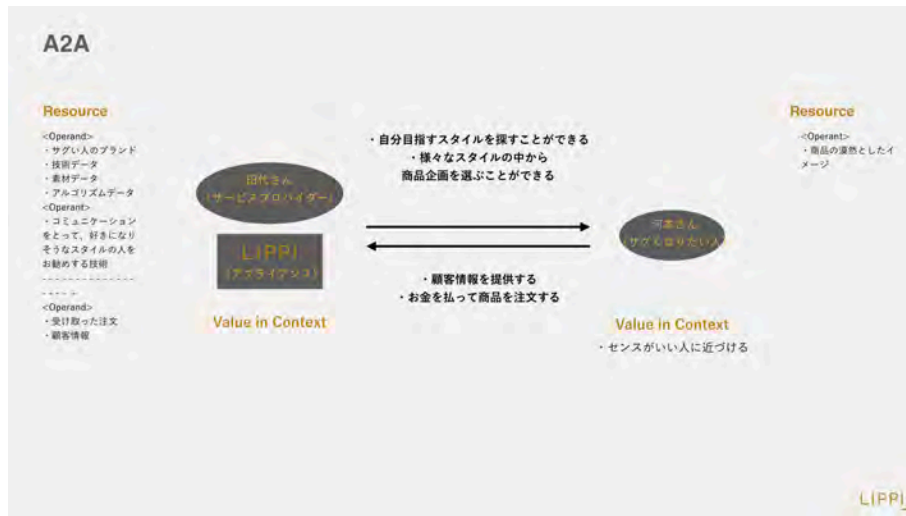 A2A
Resource
<Operand>
・サグい人のブランド
・技術データ
・素材データ
・アルゴリズムデータ
<Operant>
・コミュニケーション
をとって、好きになり
そうなスタイルの人を
お勧めする技術
- - - - - - - - - - - - - -
- - - - -
<Operand>
・受け取った注文
・顧客情報
田代さん
(サービスプロバイダー)
LIPPI
(アプライアンス)
Value in Context
・自分目指すスタイルを探すことができる
・様々なスタイルの中から
商品企画を選ぶことができる
・顧客情報を提供する
・お金を払って商品を注文する
河本さん
(サグくなりたい人)
Value in Context
・センスがいい人に近づける
Resource
<Operant>
・商品の漠然としたイ
メージ
LIPPI_